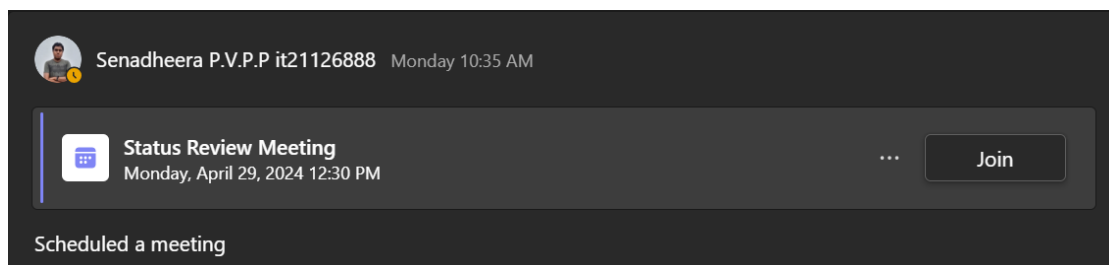 Senadheera P.V.P.P it21126888 Monday 10:35 AM
Status Review Meeting
Monday, April 29, 2024 12:30 PM
... Join
Scheduled a meeting